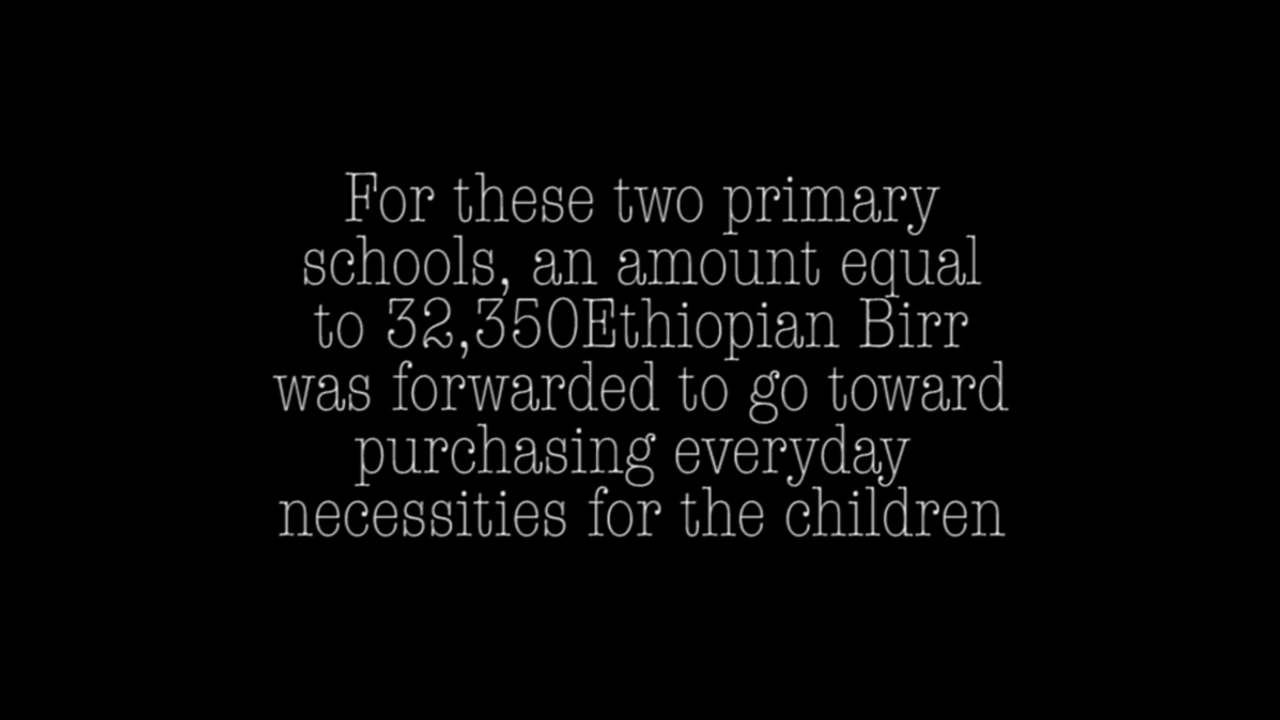 For these two primary
schools, an amount equal
to 32,350Ethiopian Birr
was forwarded to go toward
purchasing everyday
necessities for the children